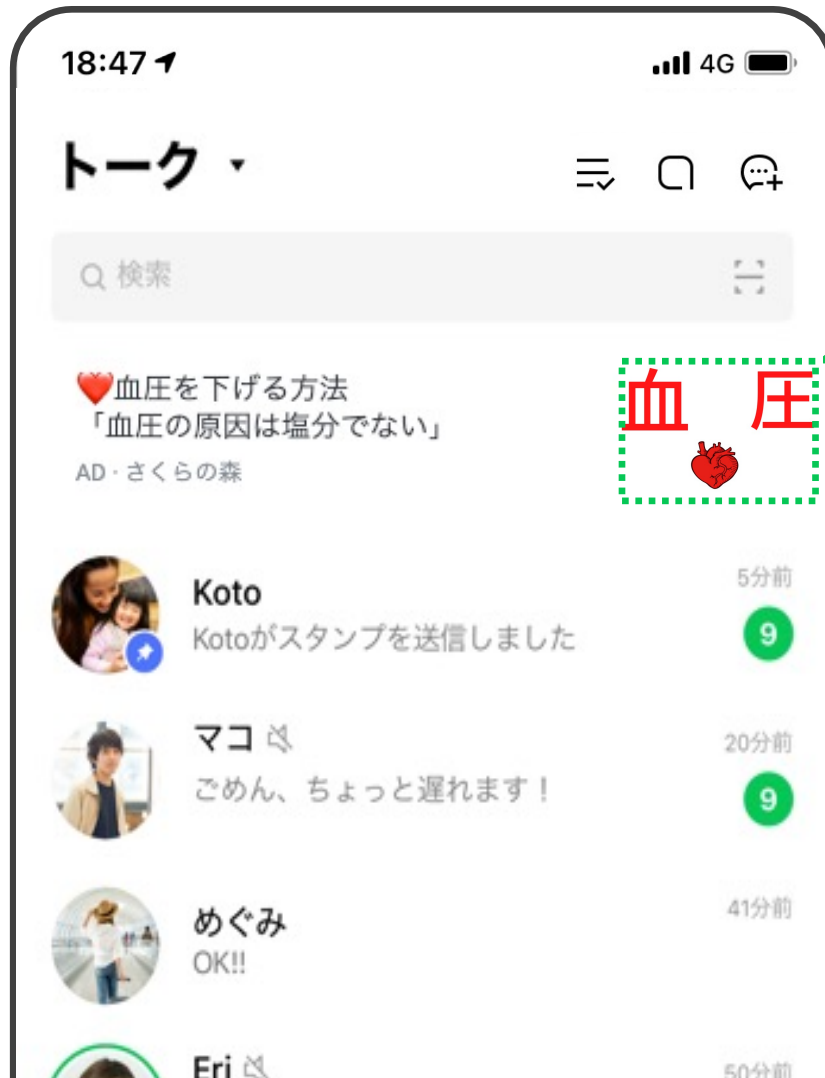 18:47
4G
トーク
検索
❤️血圧を下げる方法
「血圧の原因は塩分でない」
AD · さくらの森
血 圧
Koto
5分前
Kotoがスタンプを送信しました
9
マコ
20分前
ごめん、ちょっと遅れます！
9
めぐみ
41分前
OK!!
Eri
50分前